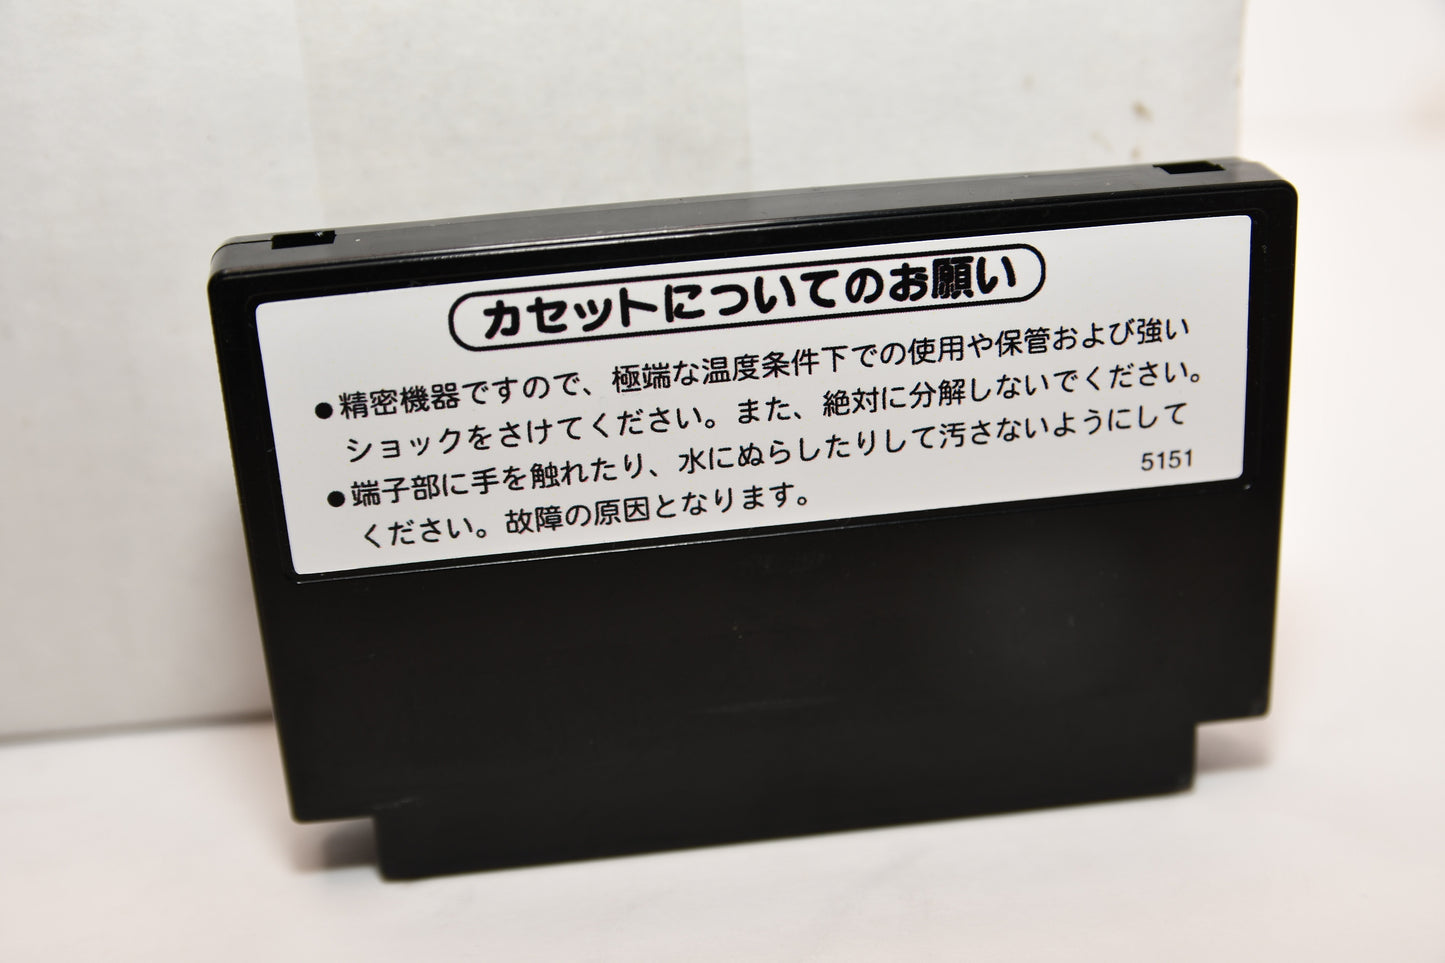 カセットについてのお願い
●精密機器ですので、極端な温度条件下での使用や保管および強い
ショックをさけてください。また、絶対に分解しないでください。
●端子部に手を触れたり、水にぬらしたりして汚さないようにして
ください。故障の原因となります。
5151